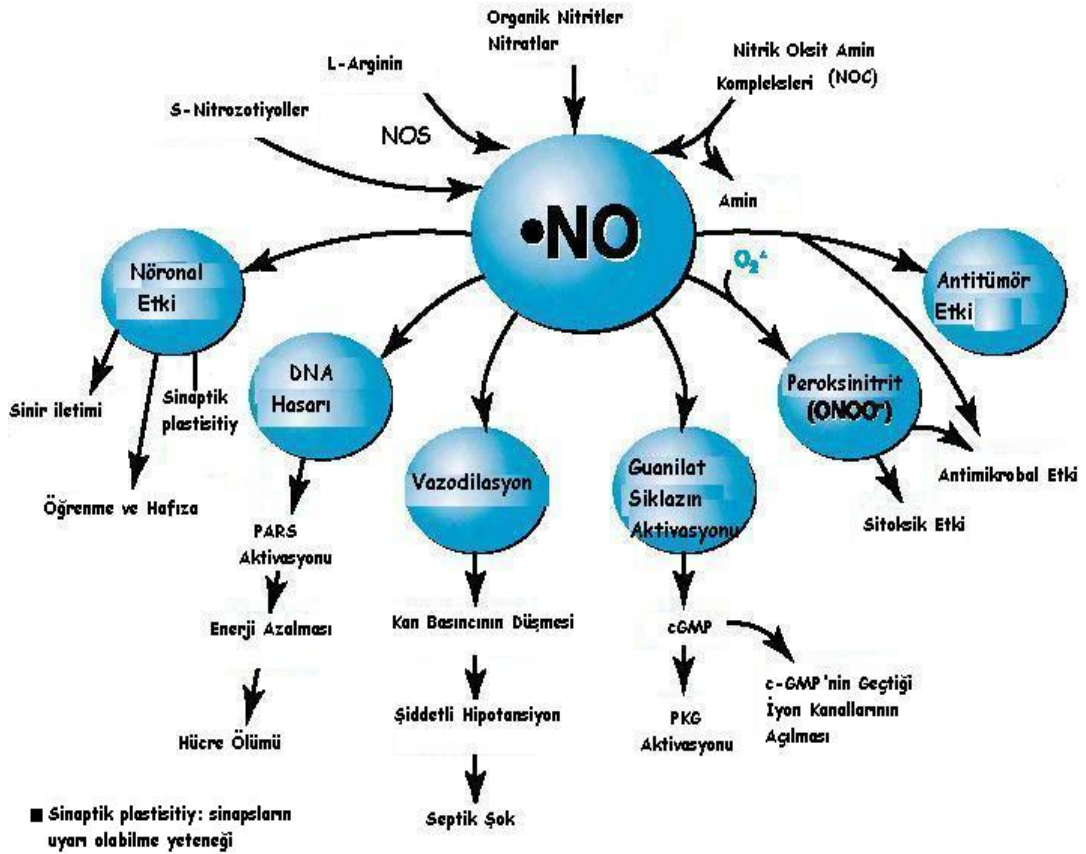 Organik Nitritler
Nitratlar
L-Arginin
Nitrik Oksit Amin
Kompleksleri (NOC)
S-Nitrozotiyoller
NOS
Amin
•NO
O₂
Nöronal
Etki
Antitümör
Etki
DNA
Hasarı
Peroksinitrit
(ONOO⁻)
Sinir iletimi
Sinaptik
plastisitiy
Vazodilasyon
Guanilat
Siklazın
Aktivasyonu
Antimikrobal Etki
Öğrenme ve Hafıza
Sitoksik Etki
PARS
Aktivasyonu
Enerji Azalması
Kan Basıncının Düşmesi
cGMP
c-GMP'nin Geçtiği
İyon Kanallarının
Açılması
Şiddetli Hipotansiyon
PKG
Aktivasyonu
Hücre Ölümü
Septik Şok
■ Sinaptik plastisitiy: sinapsların
uyarı olabilme yeteneği